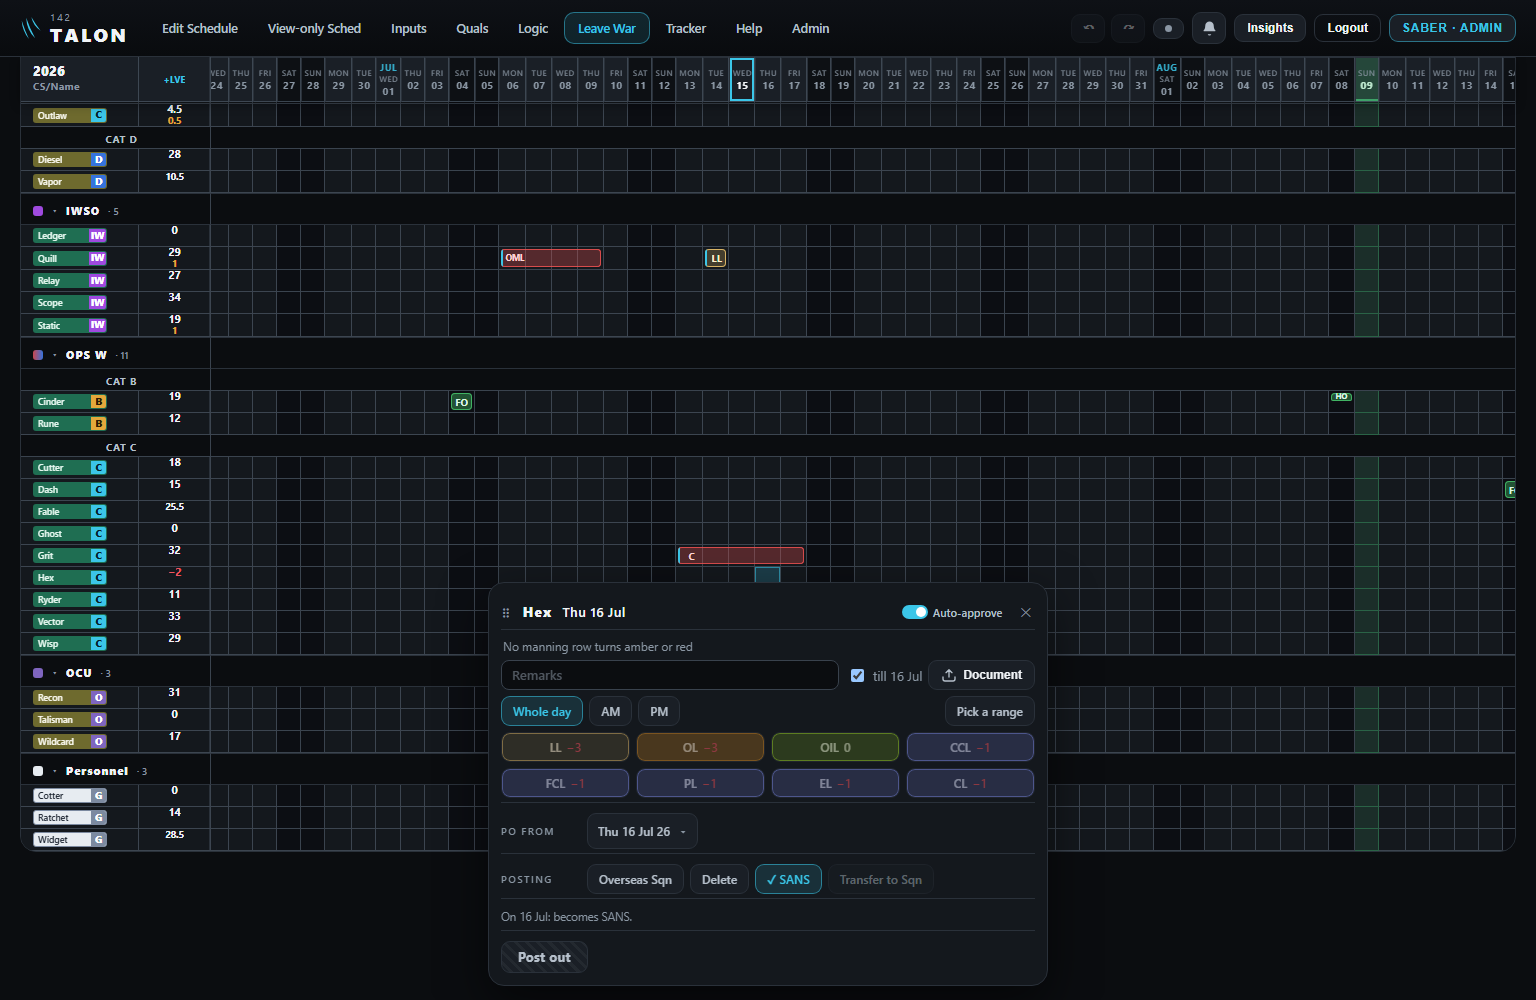 142
TALON
Edit Schedule
View-only Sched
Inputs
Quals
Logic
Leave War
Tracker
Help
Admin
Insights
Logout
SABER · ADMIN
2026
CS/Name
+LVE
WED 24
THU 25
FRI 26
SAT 27
SUN 28
MON 29
TUE 30
JUL WED 01
THU 02
FRI 03
SAT 04
SUN 05
MON 06
TUE 07
WED 08
THU 09
FRI 10
SAT 11
SUN 12
MON 13
TUE 14
WED 15
THU 16
FRI 17
SAT 18
SUN 19
MON 20
TUE 21
WED 22
THU 23
FRI 24
SAT 25
SUN 26
MON 27
TUE 28
WED 29
THU 30
FRI 31
AUG SAT 01
SUN 02
MON 03
TUE 04
WED 05
THU 06
FRI 07
SAT 08
SUN 09
MON 10
TUE 11
WED 12
THU 13
FRI 14
Outlaw C 4.5
0.5
CAT D
Diesel D 28
Vapor D 10.5
IWSO · 5
Ledger IW 0
Quill IW 29 OML LL
1
Relay IW 27
Scope IW 34
Static IW 19
1
OPS W · 11
CAT B
Cinder B 19 FO HO
Rune B 12
CAT C
Cutter C 18
Dash C 15
Fable C 25.5
Ghost C 0
Grit C 32 C
Hex C −2
Ryder C 11
Vector C 33
Wisp C 29
OCU · 3
Recon O 31
Talisman O 0
Wildcard O 17
Personnel · 3
Cotter G 0
Ratchet G 14
Widget G 28.5
Hex Thu 16 Jul
Auto-approve
No manning row turns amber or red
Remarks
till 16 Jul
Document
Whole day
AM
PM
Pick a range
LL −3
OL −3
OIL 0
CCL −1
FCL −1
PL −1
EL −1
CL −1
PO FROM
Thu 16 Jul 26
POSTING
Overseas Sqn
Delete
✓ SANS
Transfer to Sqn
On 16 Jul: becomes SANS.
Post out